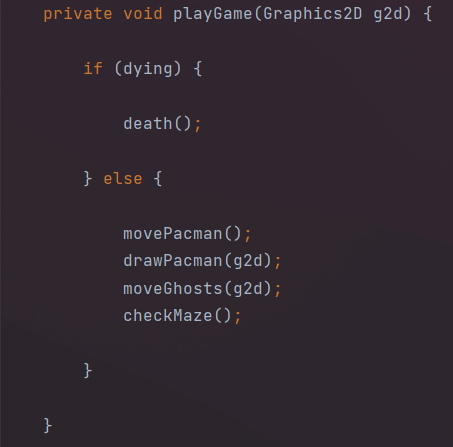 private void playGame(Graphics2D g2d) {
if (dying) {
death();
} else {
movePacman();
drawPacman(g2d);
moveGhosts(g2d);
checkMaze();
}
}